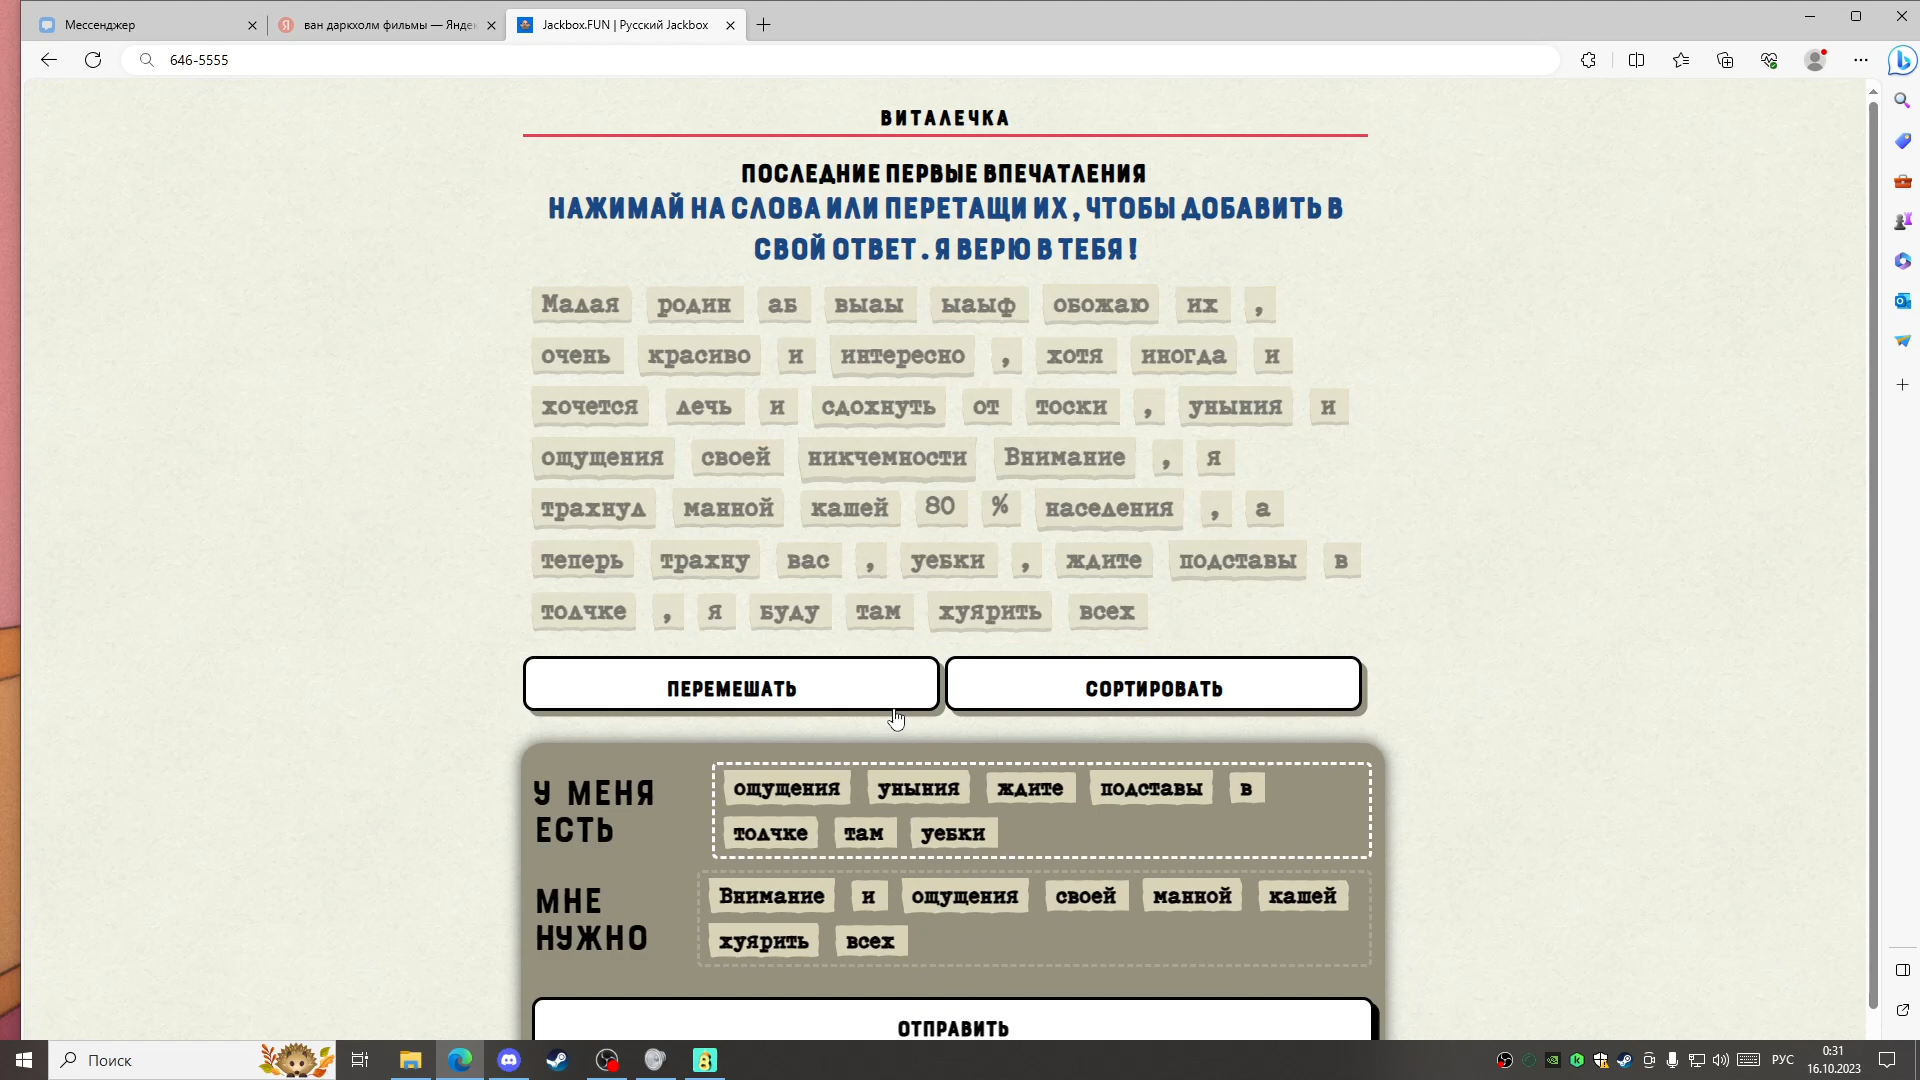 Мессенджер
ван даркхолм фильмы — Яндек
Jackbox.FUN | Русский Jackbox
646-5555
ВИТАЛЕЧКА
ПОСЛЕДНИЕ ПЕРВЫЕ ВПЕЧАТЛЕНИЯ
НАЖИМАЙ НА СЛОВА ИЛИ ПЕРЕТАЩИ ИХ, ЧТОБЫ ДОБАВИТЬ В
СВОЙ ОТВЕТ. Я ВЕРЮ В ТЕБЯ!
Малая родин аб выаы ыаыф обожаю их ,
очень красиво и интересно , хотя иногда и
хочется лечь и сдохнуть от тоски , уныния и
ощущения своей никчемности Внимание , я
трахнул манной кашей 80 % населения , а
теперь трахну вас , уебки , ждите подставы в
толчке , я буду там хуярить всех
ПЕРЕМЕШАТЬ СОРТИРОВАТЬ
У МЕНЯ
ЕСТЬ
ощущения уныния ждите подставы в
толчке там уебки
МНЕ
НУЖНО
Внимание и ощущения своей манной кашей
хуярить всех
ОТПРАВИТЬ
Поиск
РУС
0:31
16.10.2023